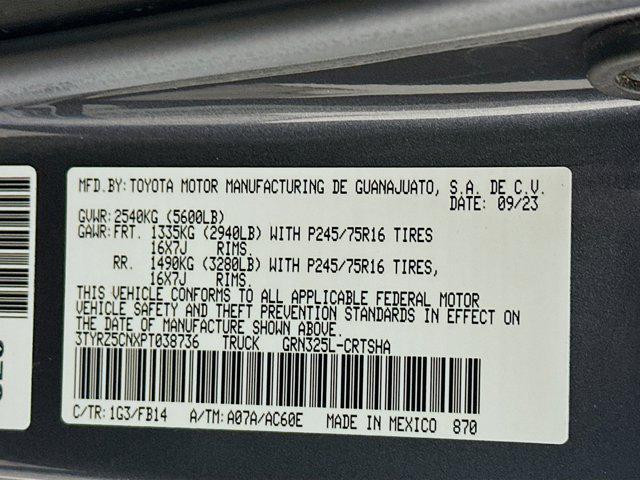 MFD.BY:TOYOTA MOTOR MANUFACTURING DE GUANAJUATO, S.A. DE C.V.
DATE: 09/23
GVWR:2540KG (5600LB)
GAWR:FRT. 1335KG (2940LB) WITH P245/75R16 TIRES
16X7J RIMS.
RR. 1490KG (3280LB) WITH P245/75R16 TIRES,
16X7J RIMS.
THIS VEHICLE CONFORMS TO ALL APPLICABLE FEDERAL MOTOR
VEHICLE SAFETY AND THEFT PREVENTION STANDARDS IN EFFECT
ON THE DATE OF MANUFACTURE SHOWN ABOVE.
3TYRZ5CNXPT038736 TRUCK GRN325L-CRTSHA
C/TR:1G3/FB14 A/TM:A07A/AC60E MADE IN MEXICO 870